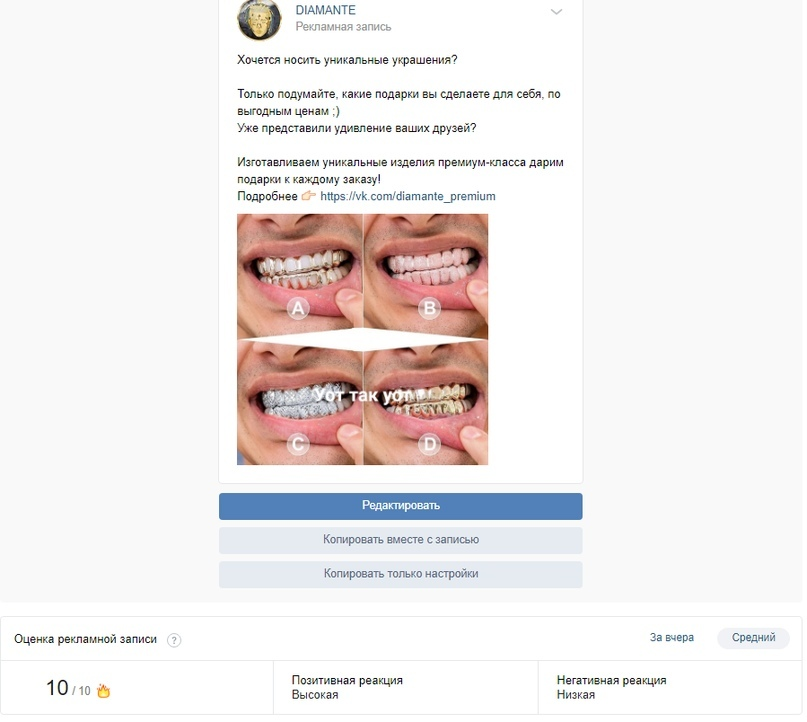 DIAMANTE
Рекламная запись
Хочется носить уникальные украшения?
Только подумайте, какие подарки вы сделаете для себя, по
выгодным ценам ;)
Уже представили удивление ваших друзей?
Изготавливаем уникальные изделия премиум-класса дарим
подарки к каждому заказу!
Подробнее 👉🏻 https://vk.com/diamante_premium
A
B
Уот так уот
C
D
Редактировать
Копировать вместе с записью
Копировать только настройки
Оценка рекламной записи ?
За вчера
Средний
10 / 10 🔥
Позитивная реакция
Высокая
Негативная реакция
Низкая